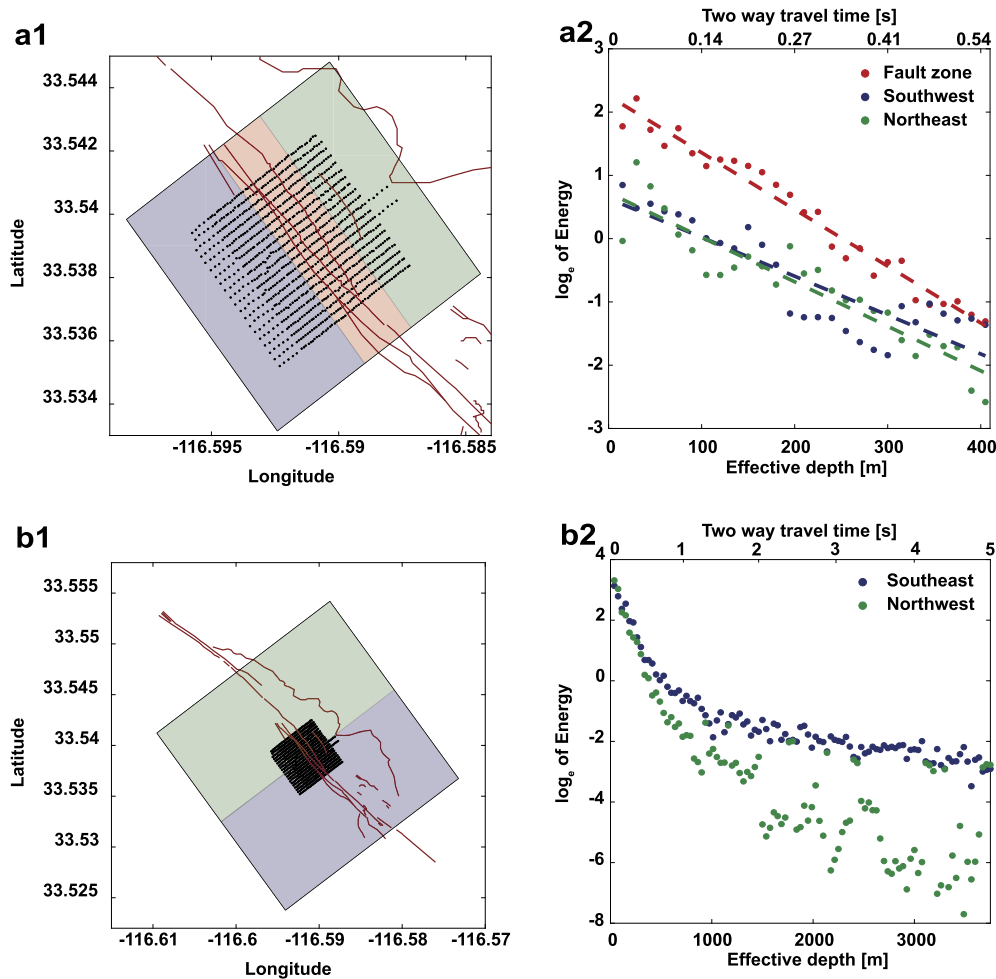 a1
33.544
33.542
33.54
33.538
33.536
33.534
Latitude
-116.595 -116.59 -116.585
Longitude
a2
Two way travel time [s]
0 0.14 0.27 0.41 0.54
3
2
1
0
-1
-2
-3
log_e of Energy
Fault zone
Southwest
Northeast
0 100 200 300 400
Effective depth [m]
b1
33.555
33.55
33.545
33.54
33.535
33.53
33.525
Latitude
-116.61 -116.6 -116.59 -116.58 -116.57
Longitude
b2
Two way travel time [s]
0 1 2 3 4 5
4
2
0
-2
-4
-6
-8
log_e of Energy
Southeast
Northwest
0 1000 2000 3000
Effective depth [m]